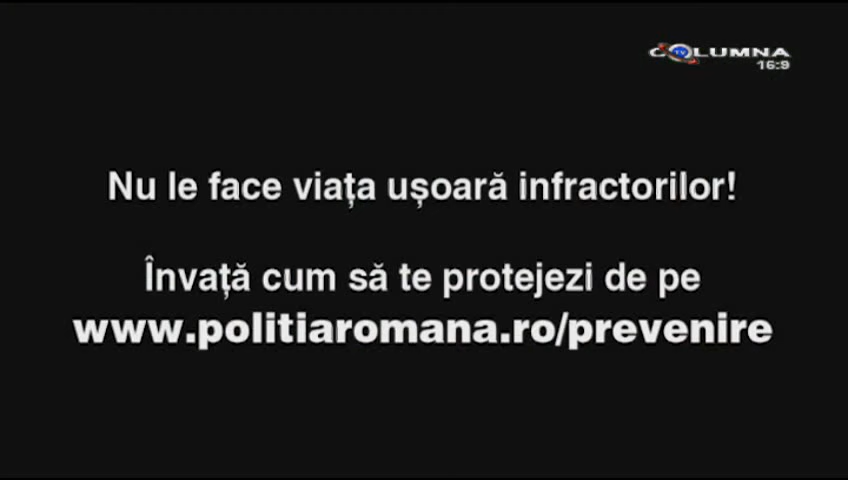 COLUMNA
TV
16:9
Nu le face viața ușoară infractorilor!
Învață cum să te protejezi de pe
www.politiaromana.ro/prevenire